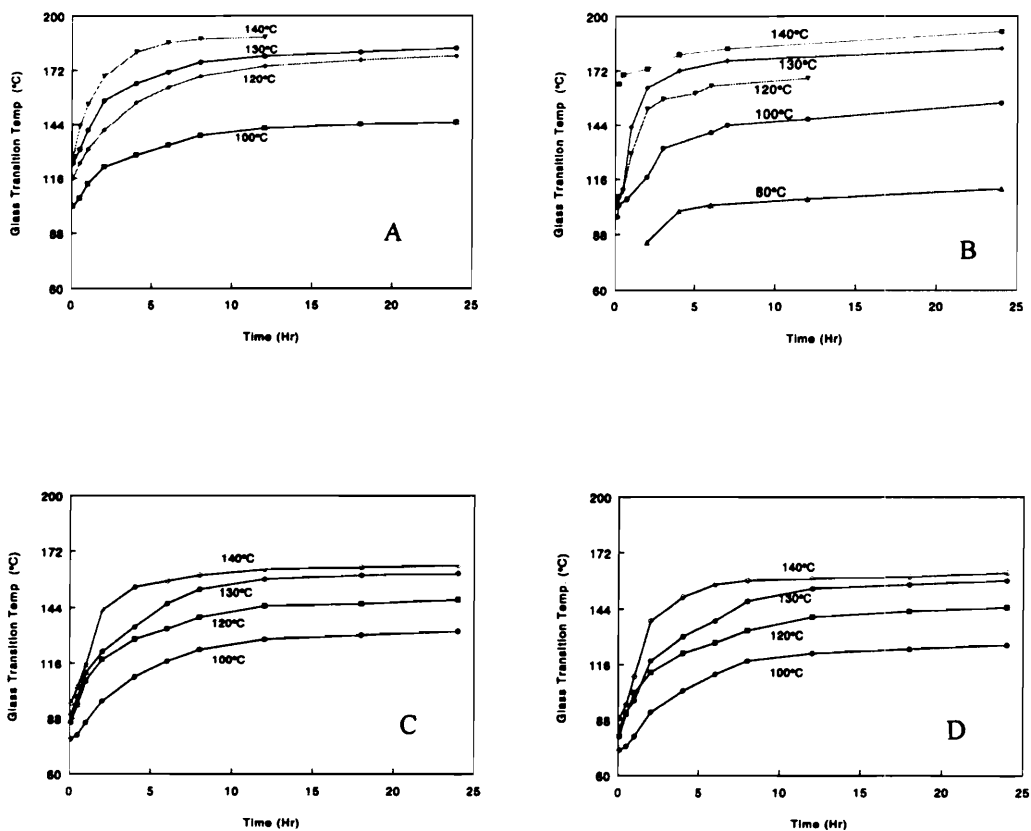 Glass Transition Temp (°C)
200
172
144
116
88
60
140°C
130°C
120°C
100°C
A
0
5
10
15
20
25
Time (Hr)
Glass Transition Temp (°C)
200
172
144
116
88
60
140°C
130°C
120°C
100°C
80°C
B
0
5
10
15
20
25
Time (Hr)
Glass Transition Temp (°C)
200
172
144
116
88
60
140°C
130°C
120°C
100°C
C
0
5
10
15
20
25
Time (Hr)
Glass Transition Temp. (°C)
200
172
144
116
88
60
140°C
130°C
120°C
100°C
D
0
5
10
15
20
25
Time (Hr)